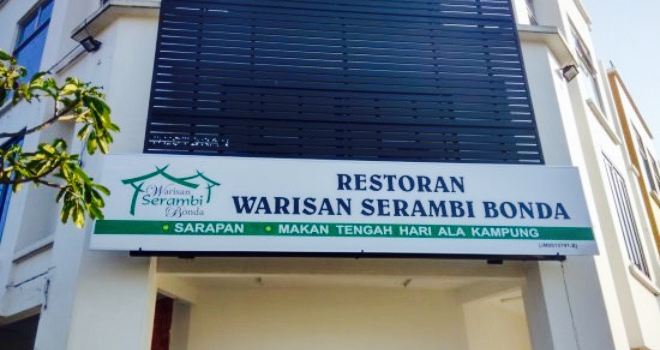 RESTORAN
WARISAN SERAMBI BONDA
Warisan
Serambi
Bonda
• SARAPAN • MAKAN TENGAH HARI ALA KAMPUNG